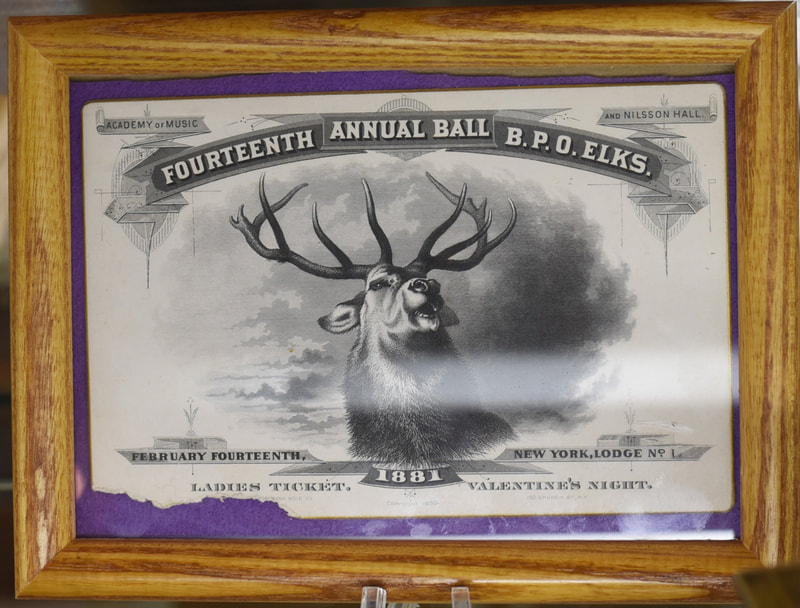 ACADEMY OF MUSIC
AND NILSSON HALL.
FOURTEENTH ANNUAL BALL B. P. O. ELKS.
FEBRUARY FOURTEENTH,
NEW YORK, LODGE No 1.
1881
LADIES TICKET.
VALENTINE'S NIGHT.